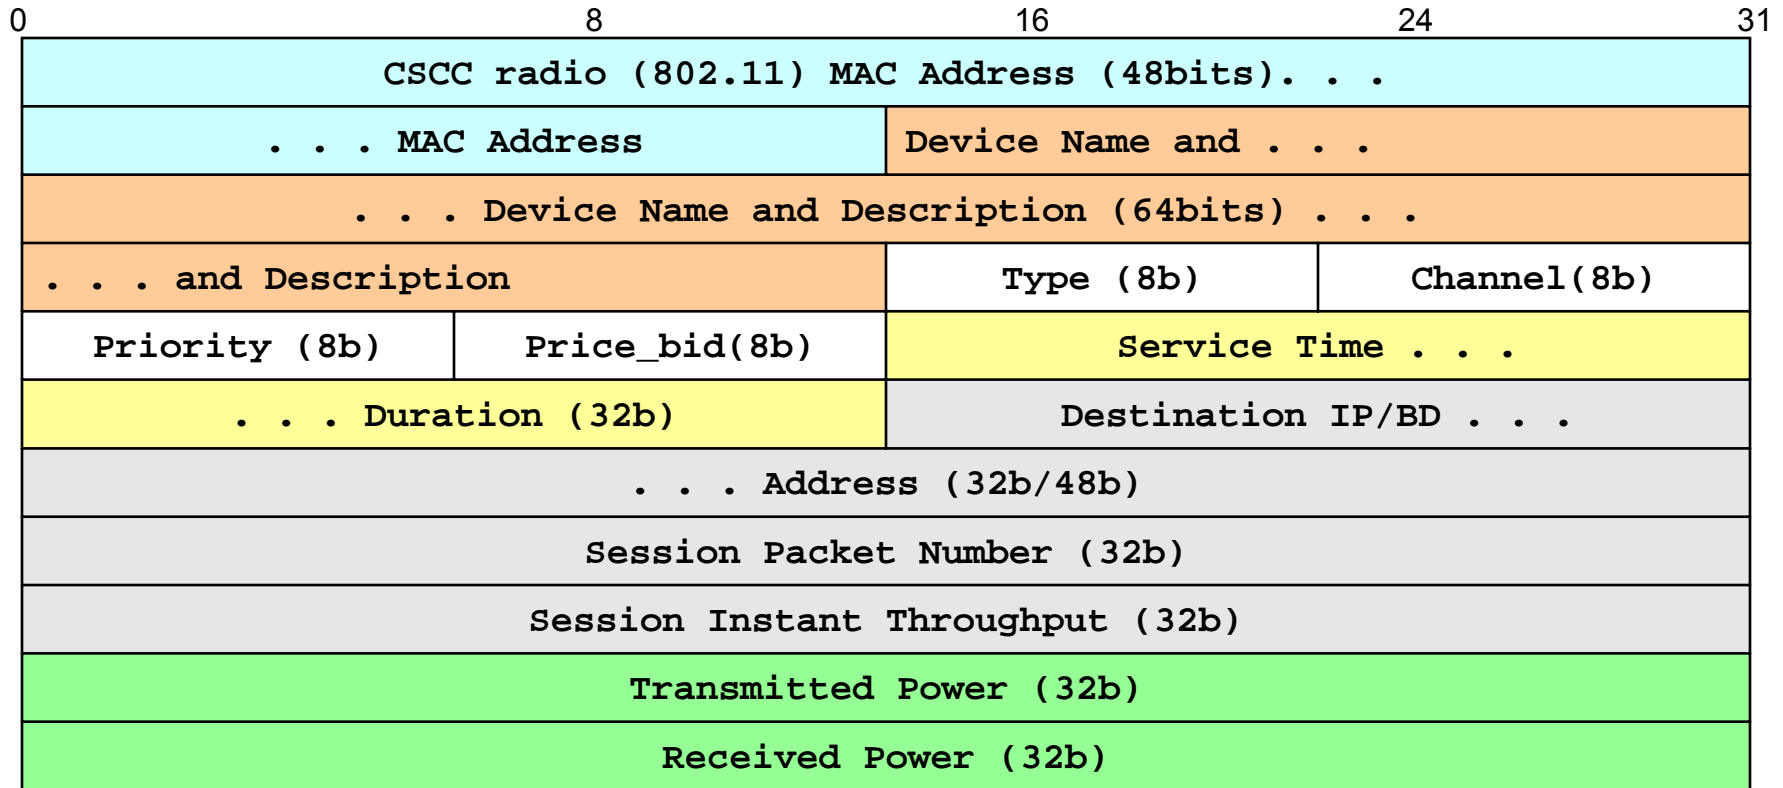 0 8 16 24 31
CSCC radio (802.11) MAC Address (48bits). . .
. . . MAC Address Device Name and . . .
. . . Device Name and Description (64bits) . . .
. . . and Description Type (8b) Channel(8b)
Priority (8b) Price_bid(8b) Service Time . . .
. . . Duration (32b) Destination IP/BD . . .
. . . Address (32b/48b)
Session Packet Number (32b)
Session Instant Throughput (32b)
Transmitted Power (32b)
Received Power (32b)